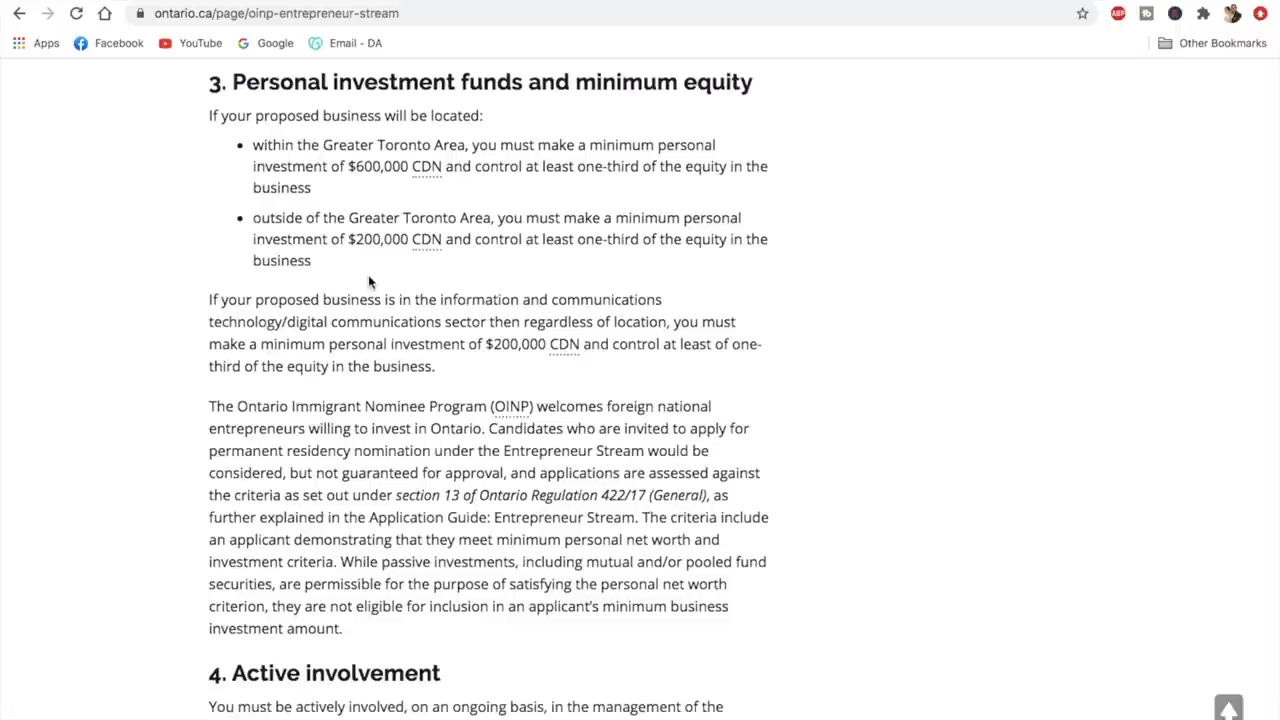 ontario.ca/page/oinp-entrepreneur-stream
ABP
Apps Facebook YouTube Google Email - DA Other Bookmarks
3. Personal investment funds and minimum equity
If your proposed business will be located:
• within the Greater Toronto Area, you must make a minimum personal
investment of $600,000 CDN and control at least one-third of the equity in the
business
• outside of the Greater Toronto Area, you must make a minimum personal
investment of $200,000 CDN and control at least one-third of the equity in the
business
If your proposed business is in the information and communications
technology/digital communications sector then regardless of location, you must
make a minimum personal investment of $200,000 CDN and control at least of one-
third of the equity in the business.
The Ontario Immigrant Nominee Program (OINP) welcomes foreign national
entrepreneurs willing to invest in Ontario. Candidates who are invited to apply for
permanent residency nomination under the Entrepreneur Stream would be
considered, but not guaranteed for approval, and applications are assessed against
the criteria as set out under section 13 of Ontario Regulation 422/17 (General), as
further explained in the Application Guide: Entrepreneur Stream. The criteria include
an applicant demonstrating that they meet minimum personal net worth and
investment criteria. While passive investments, including mutual and/or pooled fund
securities, are permissible for the purpose of satisfying the personal net worth
criterion, they are not eligible for inclusion in an applicant's minimum business
investment amount.
4. Active involvement
You must be actively involved, on an ongoing basis, in the management of the